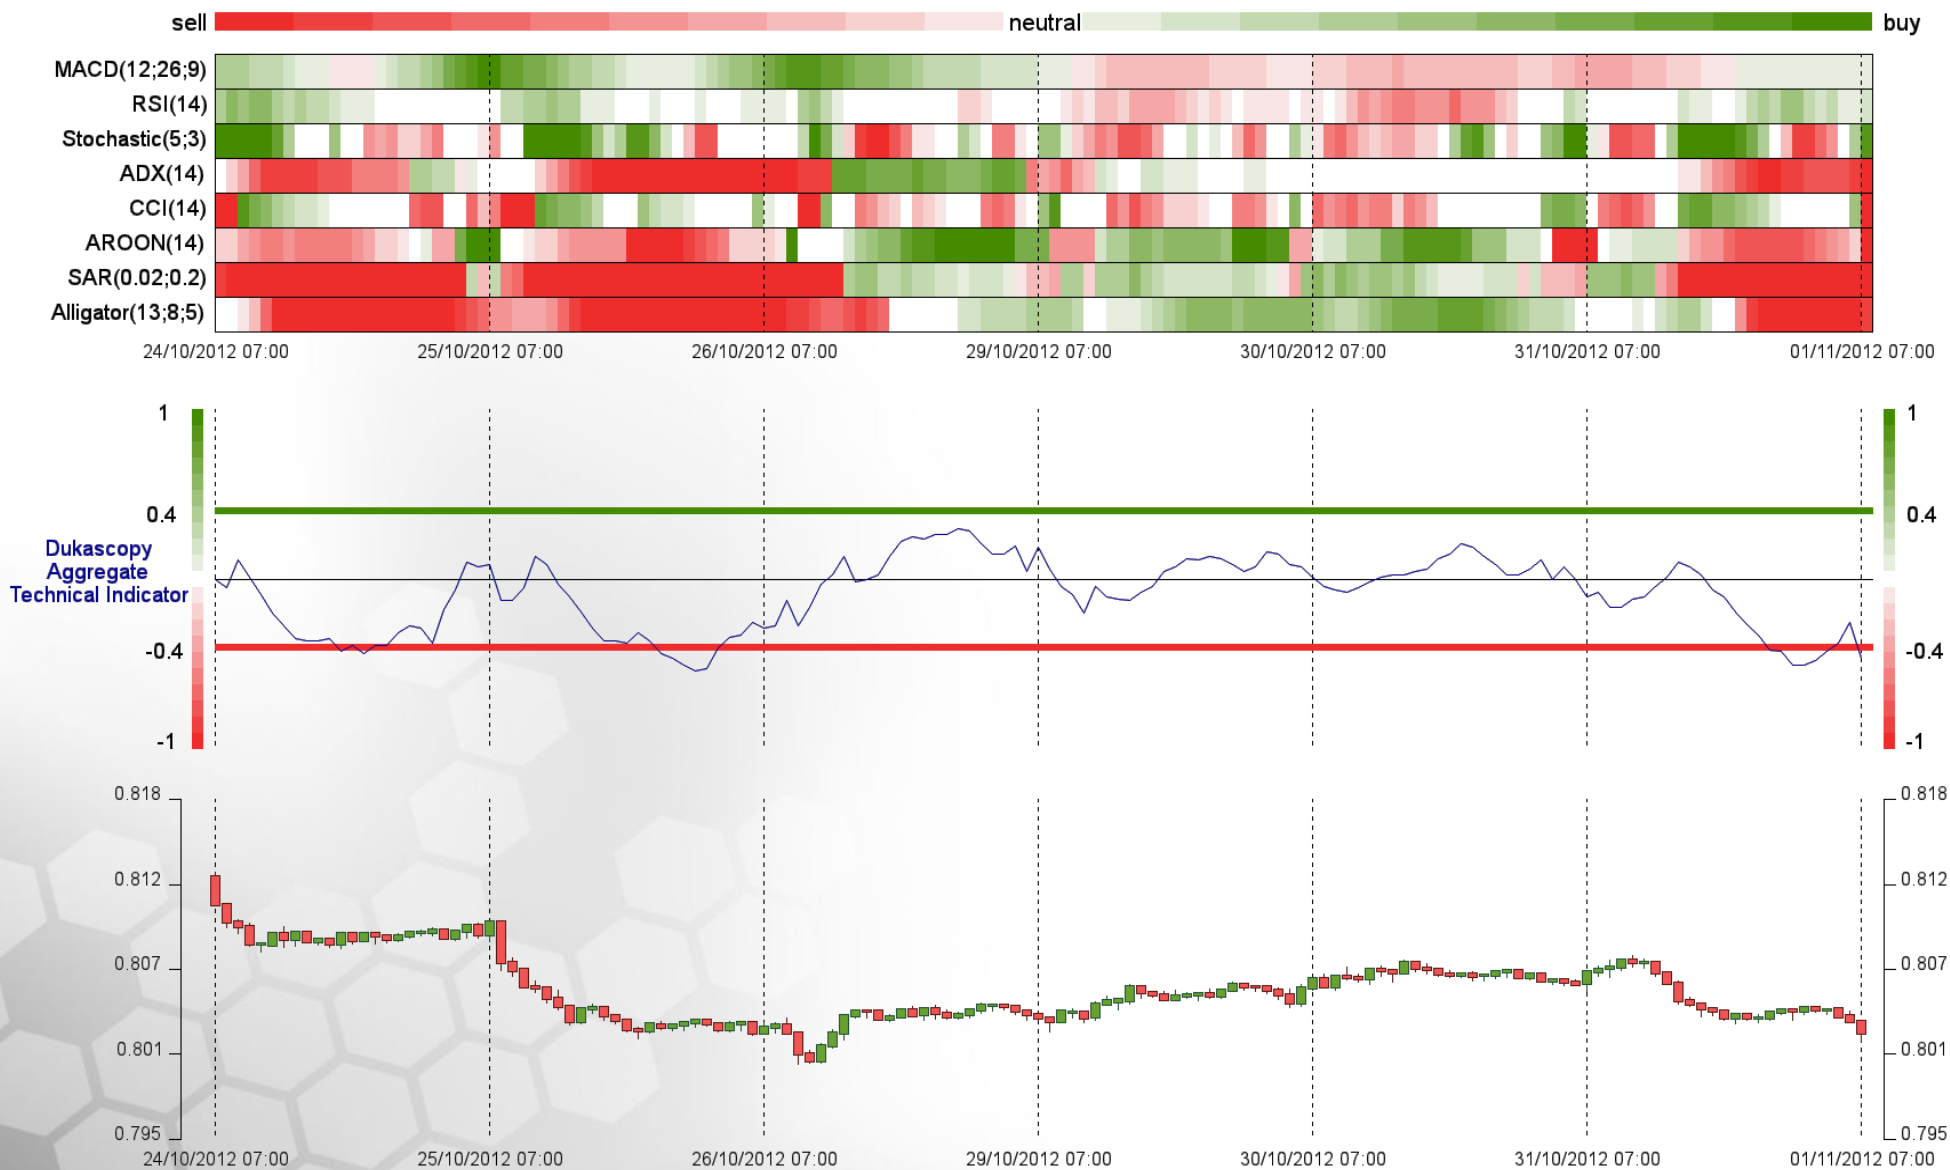 sell neutral buy
MACD(12;26;9)
RSI(14)
Stochastic(5;3)
ADX(14)
CCI(14)
AROON(14)
SAR(0.02;0.2)
Alligator(13;8;5)
24/10/2012 07:00 25/10/2012 07:00 26/10/2012 07:00 29/10/2012 07:00 30/10/2012 07:00 31/10/2012 07:00 01/11/2012 07:00
1 1
0.4 0.4
Dukascopy
Aggregate
Technical Indicator
-0.4 -0.4
-1 -1
0.818 0.818
0.812 0.812
0.807 0.807
0.801 0.801
0.795 0.795
24/10/2012 07:00 25/10/2012 07:00 26/10/2012 07:00 29/10/2012 07:00 30/10/2012 07:00 31/10/2012 07:00 01/11/2012 07:00